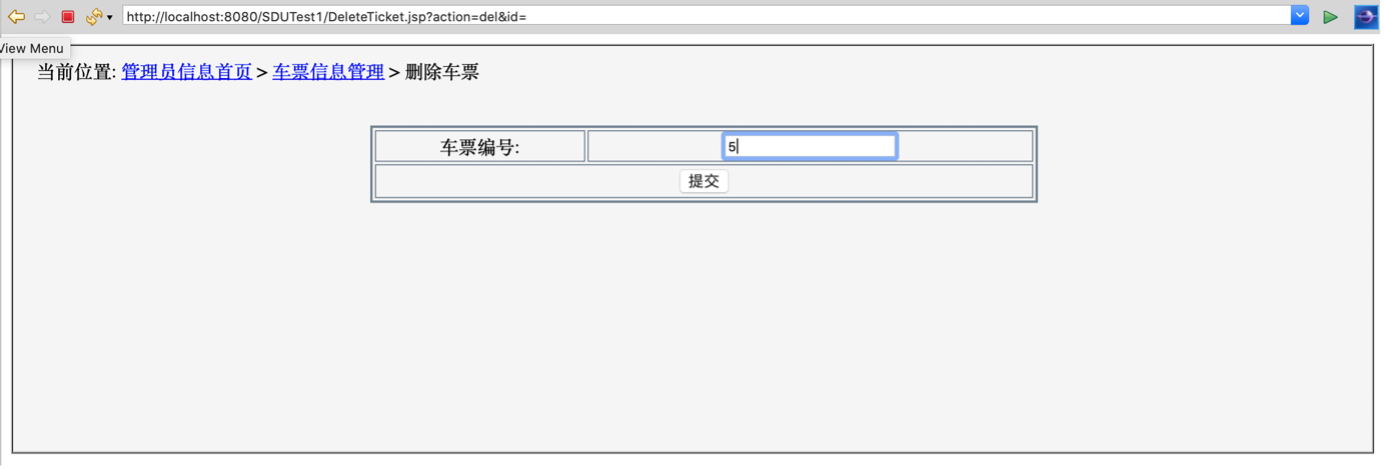 http://localhost:8080/SDUTest1/DeleteTicket.jsp?action=del&id=
View Menu
当前位置: 管理员信息首页 > 车票信息管理 > 删除车票
车票编号: 5
提交